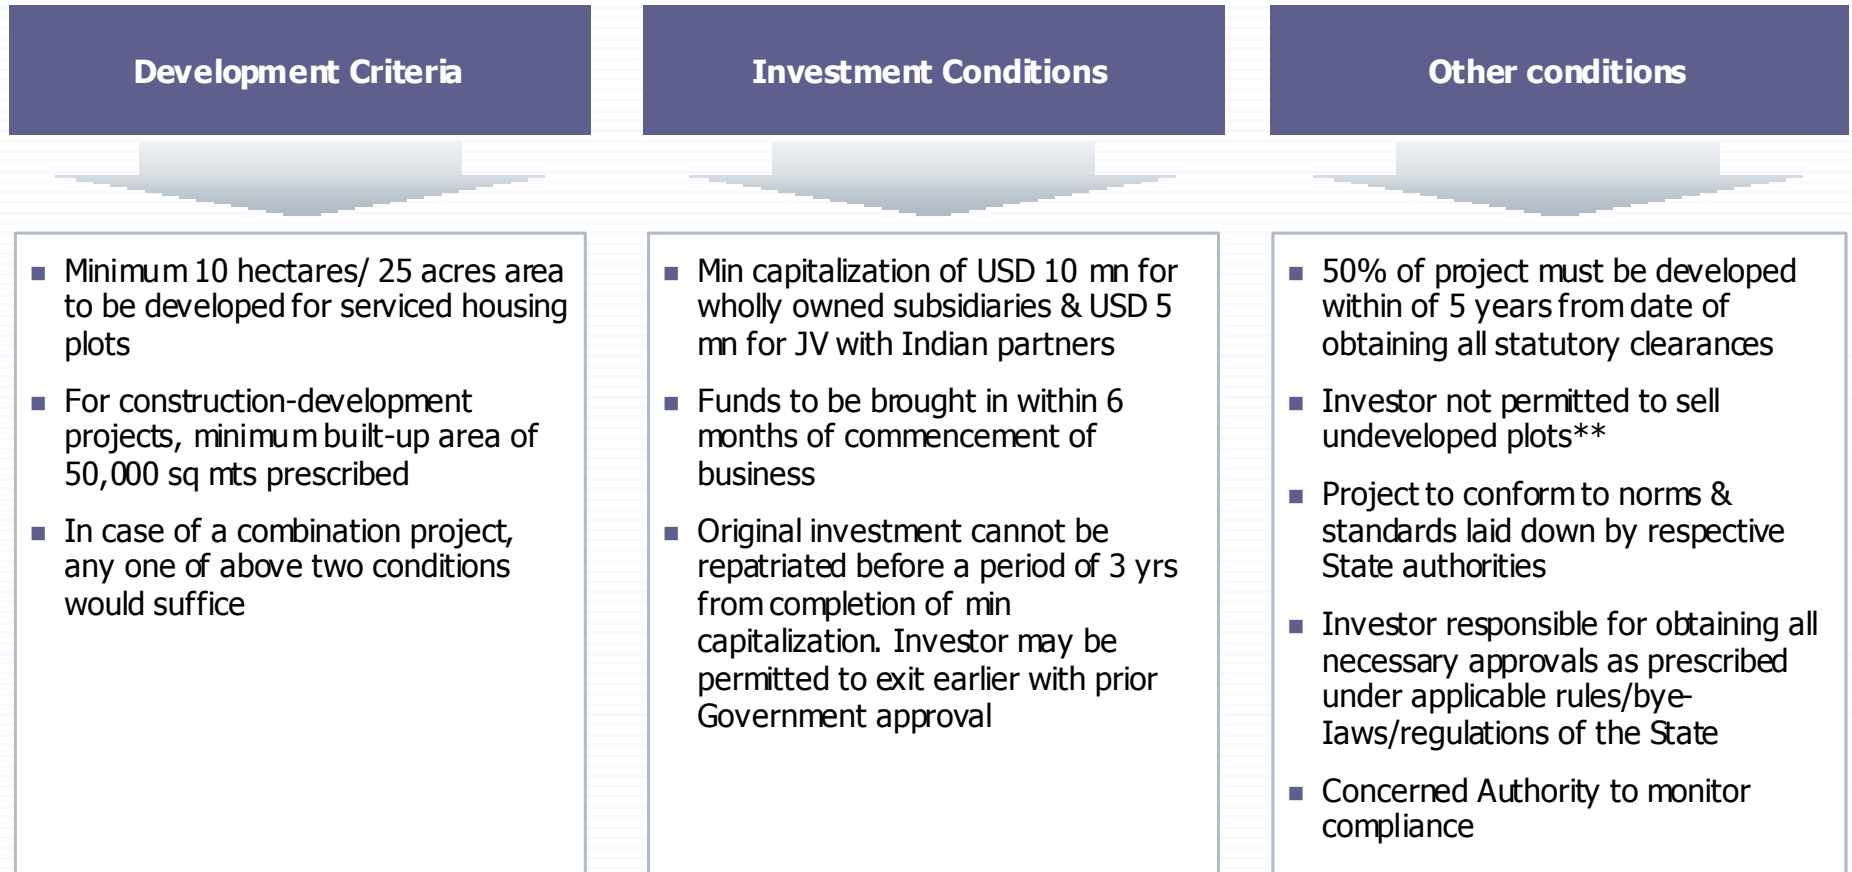 Development Criteria
Minimum 10 hectares/ 25 acres area
to be developed for serviced housing
plots
For construction-development
projects, minimum built-up area of
50,000 sq mts prescribed
In case of a combination project,
any one of above two conditions
would suffice
Investment Conditions
Min capitalization of USD 10 mn for
wholly owned subsidiaries & USD 5
mn for JV with Indian partners
Funds to be brought in within 6
months of commencement of
business
Original investment cannot be
repatriated before a period of 3 yrs
from completion of min
capitalization. Investor may be
permitted to exit earlier with prior
Government approval
Other conditions
50% of project must be developed
within of 5 years from date of
obtaining all statutory clearances
Investor not permitted to sell
undeveloped plots**
Project to conform to norms &
standards laid down by respective
State authorities
Investor responsible for obtaining all
necessary approvals as prescribed
under applicable rules/bye-
Iaws/regulations of the State
Concerned Authority to monitor
compliance